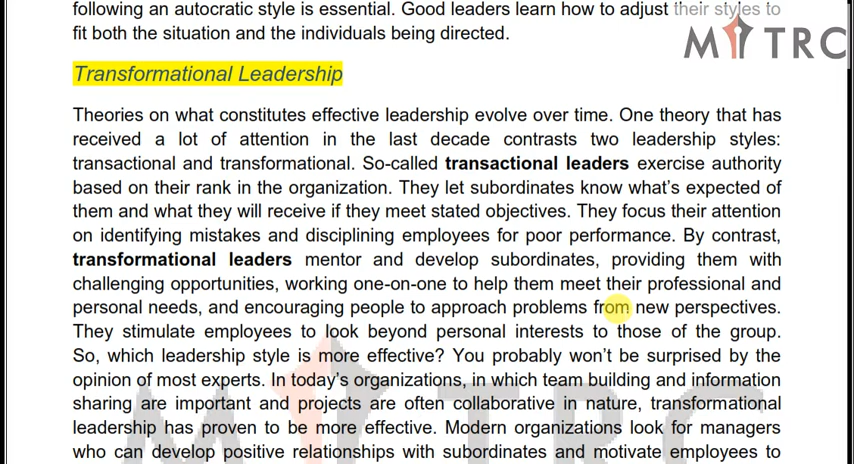 following an autocratic style is essential. Good leaders learn how to adjust their styles to
fit both the situation and the individuals being directed.
MITRC
Transformational Leadership
Theories on what constitutes effective leadership evolve over time. One theory that has
received a lot of attention in the last decade contrasts two leadership styles:
transactional and transformational. So-called transactional leaders exercise authority
based on their rank in the organization. They let subordinates know what's expected of
them and what they will receive if they meet stated objectives. They focus their attention
on identifying mistakes and disciplining employees for poor performance. By contrast,
transformational leaders mentor and develop subordinates, providing them with
challenging opportunities, working one-on-one to help them meet their professional and
personal needs, and encouraging people to approach problems from new perspectives.
They stimulate employees to look beyond personal interests to those of the group.
So, which leadership style is more effective? You probably won't be surprised by the
opinion of most experts. In today's organizations, in which team building and information
sharing are important and projects are often collaborative in nature, transformational
leadership has proven to be more effective. Modern organizations look for managers
who can develop positive relationships with subordinates and motivate employees to
MITRC